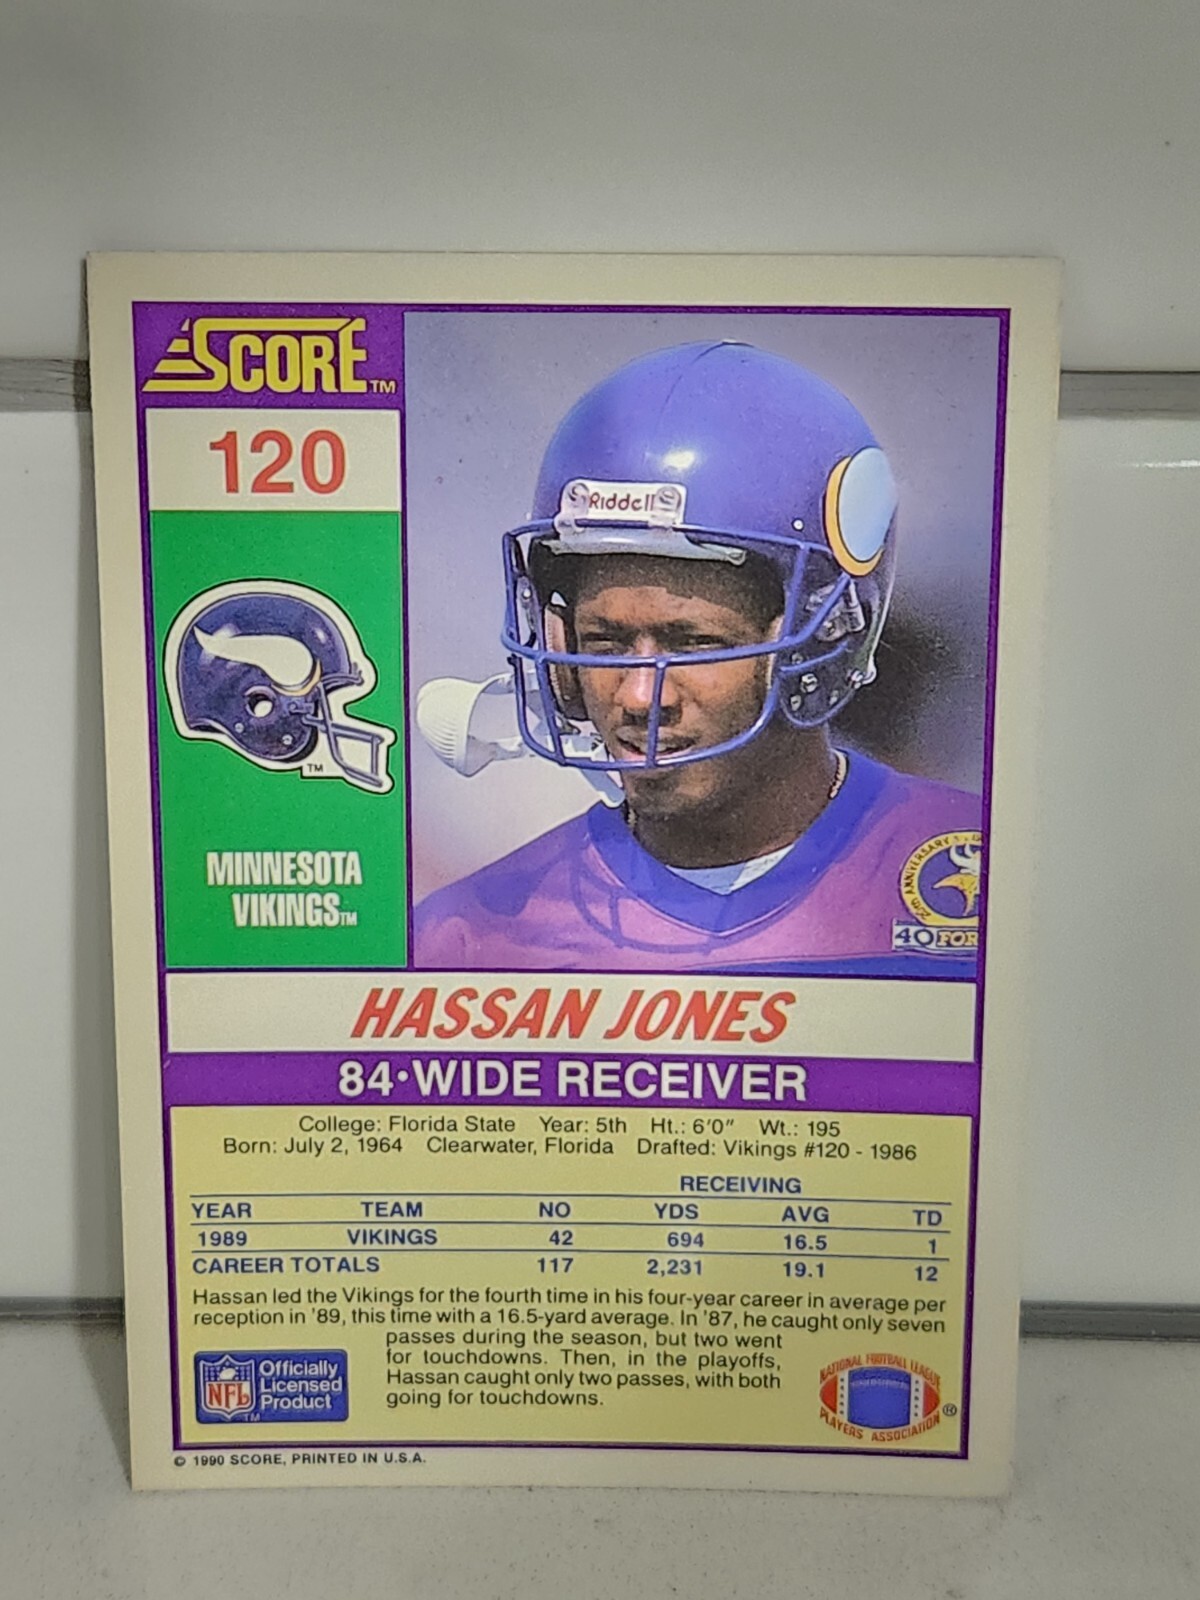 SCORE™
120
Riddell
TM
MINNESOTA
VIKINGS™
ANNIVERSARY
40 FOR
HASSAN JONES
84·WIDE RECEIVER
College: Florida State Year: 5th Ht.: 6'0" Wt.: 195
Born: July 2, 1964 Clearwater, Florida Drafted: Vikings #120 - 1986
RECEIVING
YEAR TEAM NO YDS AVG TD
1989 VIKINGS 42 694 16.5 1
CAREER TOTALS 117 2,231 19.1 12
Hassan led the Vikings for the fourth time in his four-year career in average per
reception in '89, this time with a 16.5-yard average. In '87, he caught only seven
passes during the season, but two went
for touchdowns. Then, in the playoffs,
Hassan caught only two passes, with both
going for touchdowns.
NFL
TM
Officially
Licensed
Product
NATIONAL FOOTBALL LEAGUE
PLAYERS ASSOCIATION
®
© 1990 SCORE, PRINTED IN U.S.A.